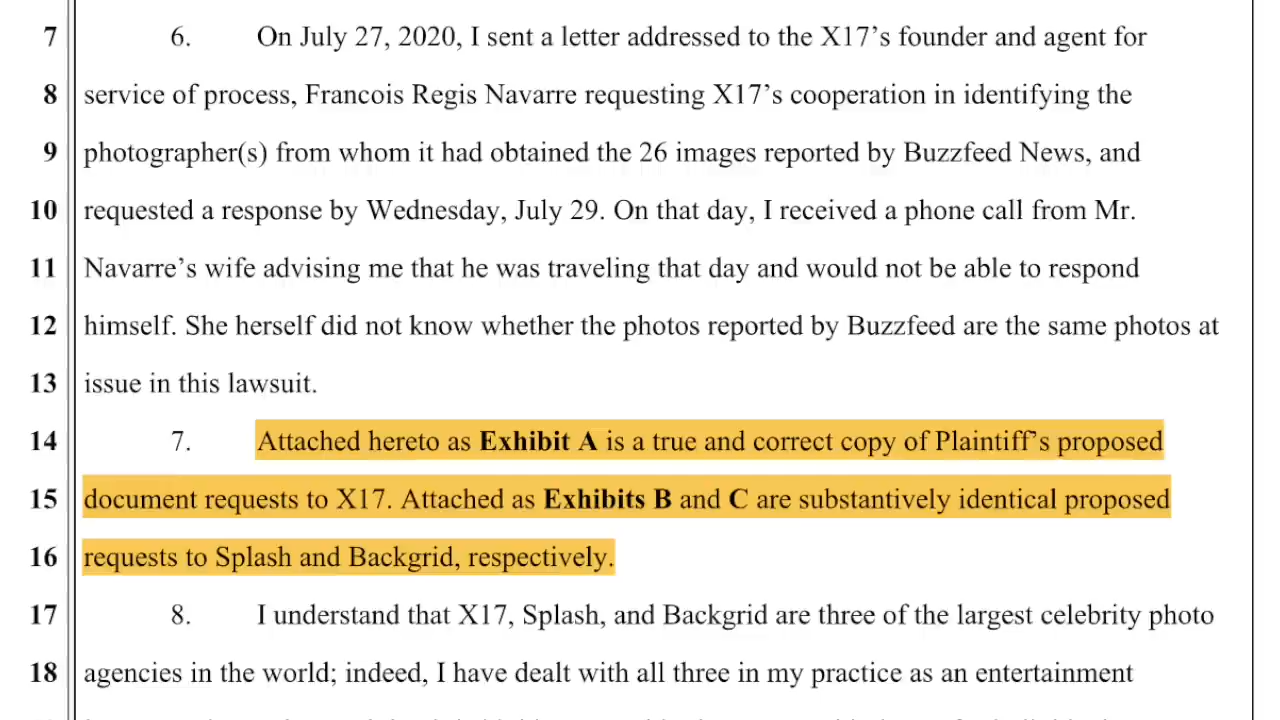 7 6. On July 27, 2020, I sent a letter addressed to the X17’s founder and agent for
8 service of process, Francois Regis Navarre requesting X17’s cooperation in identifying the
9 photographer(s) from whom it had obtained the 26 images reported by Buzzfeed News, and
10 requested a response by Wednesday, July 29. On that day, I received a phone call from Mr.
11 Navarre’s wife advising me that he was traveling that day and would not be able to respond
12 himself. She herself did not know whether the photos reported by Buzzfeed are the same photos at
13 issue in this lawsuit.
14 7. Attached hereto as Exhibit A is a true and correct copy of Plaintiff’s proposed
15 document requests to X17. Attached as Exhibits B and C are substantively identical proposed
16 requests to Splash and Backgrid, respectively.
17 8. I understand that X17, Splash, and Backgrid are three of the largest celebrity photo
18 agencies in the world; indeed, I have dealt with all three in my practice as an entertainment